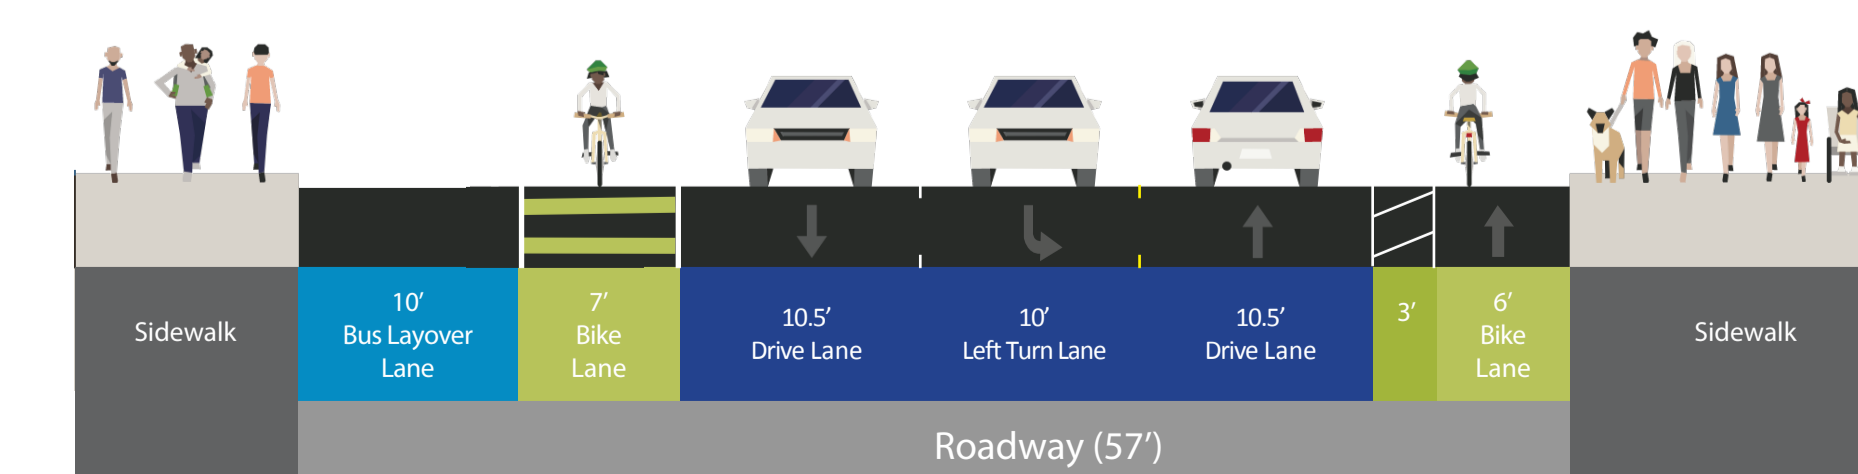 Sidewalk
10’
Bus Layover
Lane
7’
Bike
Lane
10.5’
Drive Lane
10’
Left Turn Lane
10.5’
Drive Lane
3’
6’
Bike
Lane
Sidewalk
Roadway (57’)